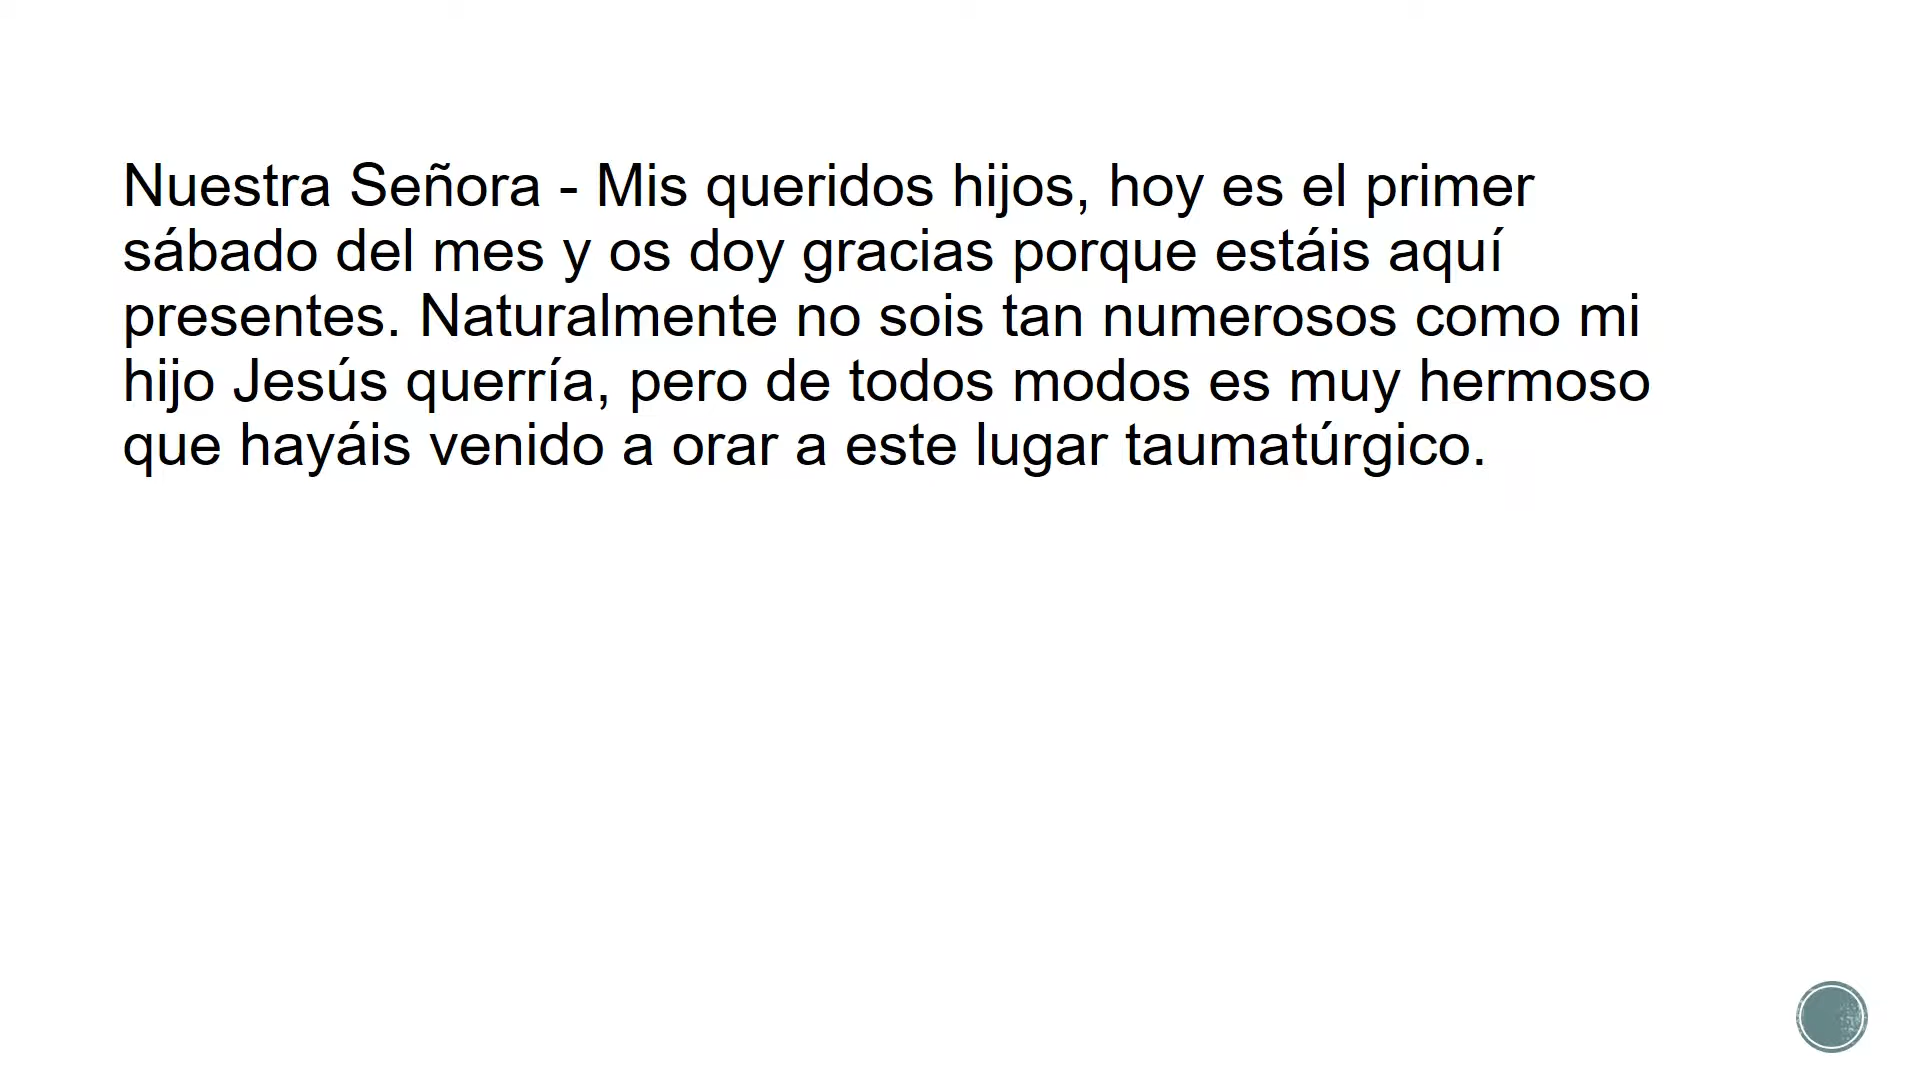 Nuestra Señora - Mis queridos hijos, hoy es el primer
sábado del mes y os doy gracias porque estáis aquí
presentes. Naturalmente no sois tan numerosos como mi
hijo Jesús querría, pero de todos modos es muy hermoso
que hayáis venido a orar a este lugar taumatúrgico.